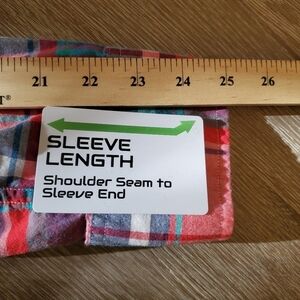 21 22 23 24 25 26
SLEEVE
LENGTH
Shoulder Seam to
Sleeve End